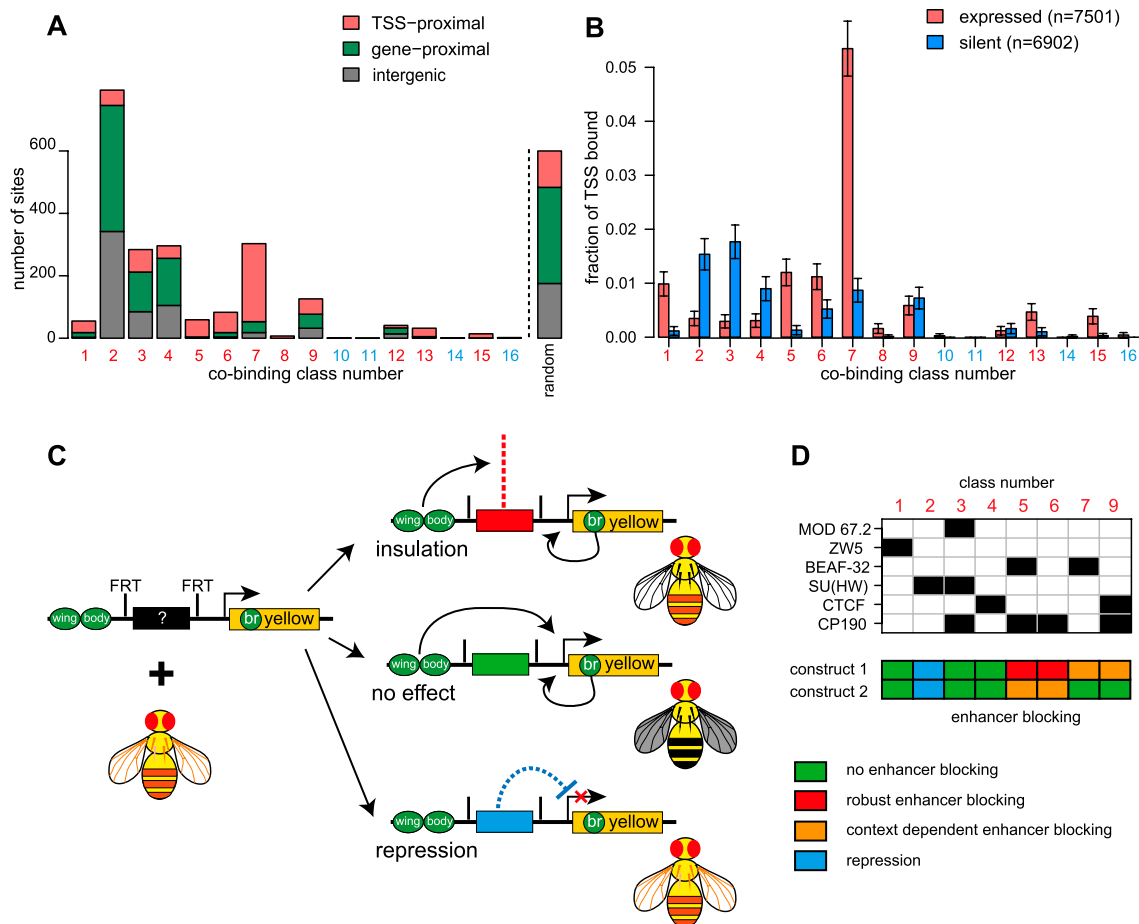 A
TSS−proximal
gene−proximal
intergenic
number of sites
600
400
200
0
1 2 3 4 5 6 7 8 9 10 11 12 13 14 15 16
random
co-binding class number
B
expressed (n=7501)
silent (n=6902)
fraction of TSS bound
0.05
0.04
0.03
0.02
0.01
0.00
1 2 3 4 5 6 7 8 9 10 11 12 13 14 15 16
co-binding class number
C
FRT FRT
wing body ? br yellow
+
wing body br yellow
insulation
wing body br yellow
no effect
wing body br yellow
repression
D
class number
1 2 3 4 5 6 7 9
MOD 67.2
ZW5
BEAF-32
SU(HW)
CTCF
CP190
construct 1
construct 2
enhancer blocking
no enhancer blocking
robust enhancer blocking
context dependent enhancer blocking
repression